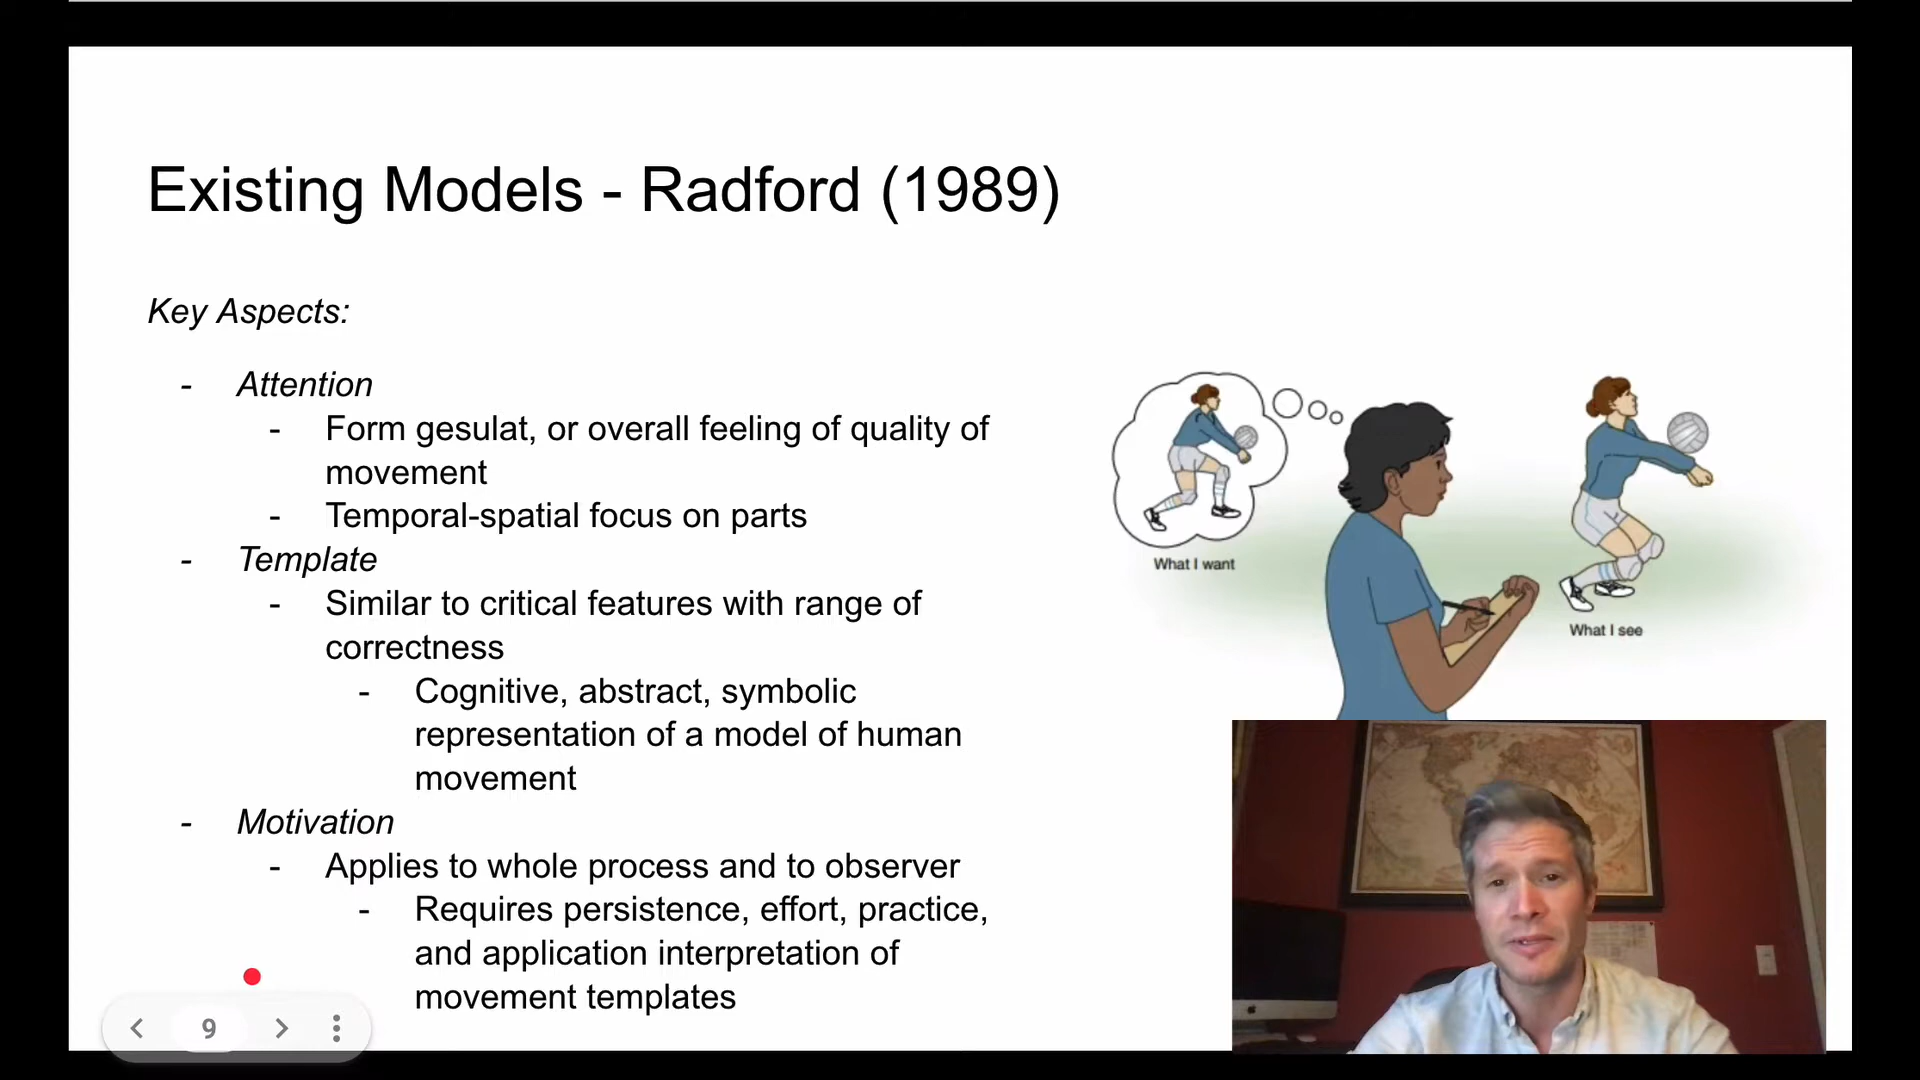 Existing Models - Radford (1989)
Key Aspects:
- Attention
- Form gesulat, or overall feeling of quality of
movement
- Temporal-spatial focus on parts
- Template
- Similar to critical features with range of
correctness
- Cognitive, abstract, symbolic
representation of a model of human
movement
- Motivation
- Applies to whole process and to observer
- Requires persistence, effort, practice,
and application interpretation of
movement templates
What I want
What I see
9